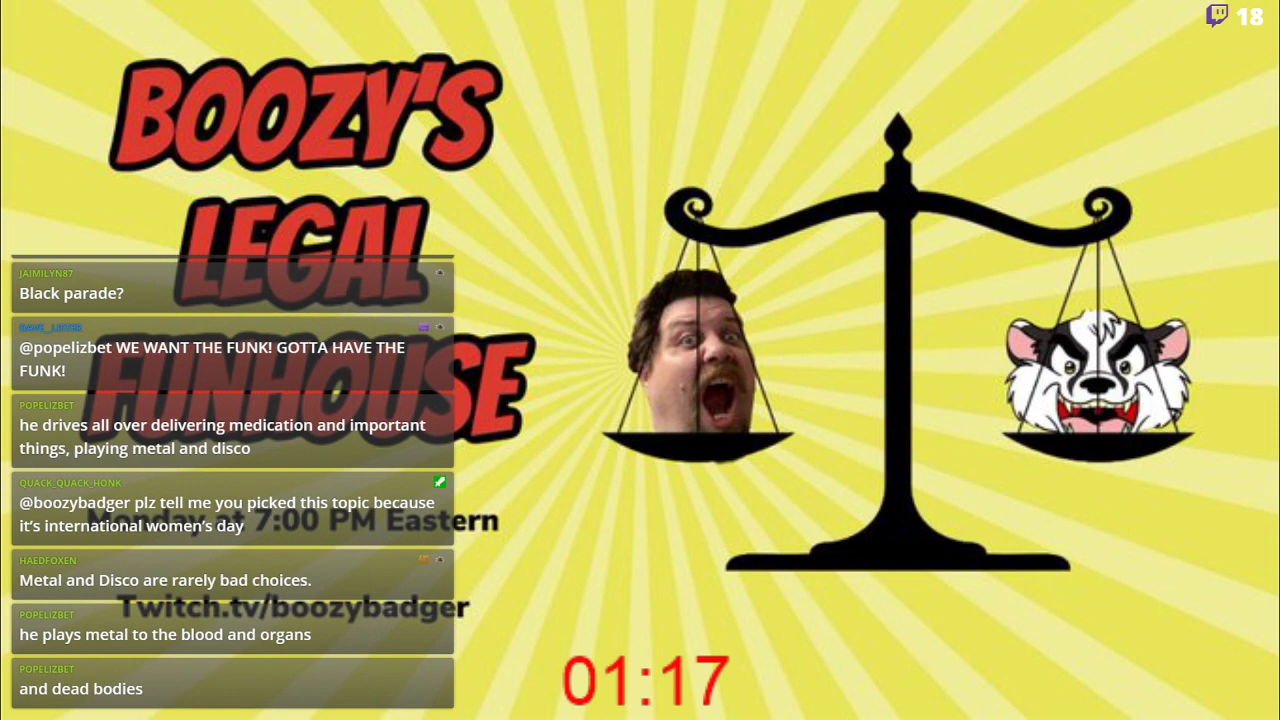 18
BOOZY'S
LEGAL
FUNHOUSE
Monday at 7:00 PM Eastern
Twitch.tv/boozybadger
JAIMILYN87
Black parade?
DAVE__LISTER
@popelizbet WE WANT THE FUNK! GOTTA HAVE THE
FUNK!
POPELIZBET
he drives all over delivering medication and important
things, playing metal and disco
QUACK_QUACK_HONK
@boozybadger plz tell me you picked this topic because
it's international women's day
HAEDFOXEN
Metal and Disco are rarely bad choices.
POPELIZBET
he plays metal to the blood and organs
POPELIZBET
and dead bodies
01:17